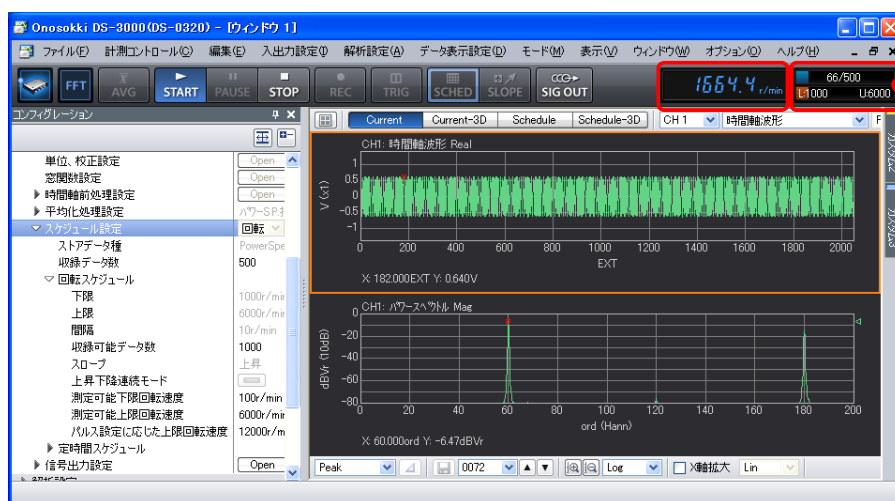 Onosokki DS-3000(DS-0320) - [ウィンドウ 1]
ファイル(F) 計測コントロール(C) 編集(E) 入出力設定(I) 解析設定(A) データ表示設定(D) モード(M) 表示(V) ウィンドウ(W) オプション(O) ヘルプ(H)
FFT AVG START PAUSE STOP REC TRIG SCHED SLOPE SIG OUT 1664.4 r/min 66/500
L:1000 U:6000
コンフィグレーション
Current Current-3D Schedule Schedule-3D CH 1 時間軸波形 F
単位、校正設定 Open
窓関数設定 Open
時間軸前処理設定 Open
平均化処理設定 パワーSP.
スケジュール設定 回転
ストアデータ種 PowerSpe
収録データ数 500
回転スケジュール
下限 1000r/min
上限 6000r/min
間隔 10r/min
収録可能データ数 1000
スロープ 上昇
上昇下降連続モード
測定可能下限回転速度 100r/min
測定可能上限回転速度 6000r/min
パルス設定に応じた上限回転速度 12000r/m
定時間スケジュール
信号出力設定 Open
CH1: 時間軸波形 Real
V (x1)
1
0.5
0
-0.5
-1
0 200 400 600 800 1000 1200 1400 1600 1800 2000
EXT
X: 182.000EXT Y: 0.640V
CH1: パワースペクトル Mag
dBVr (10dB)
0
-20
-40
-60
-80
0 20 40 60 80 100 120 140 160 180 200
ord (Hann)
X: 60.000ord Y: -6.47dBVr
Peak 0072 Log X軸拡大 Lin
カスタム2
カスタム3